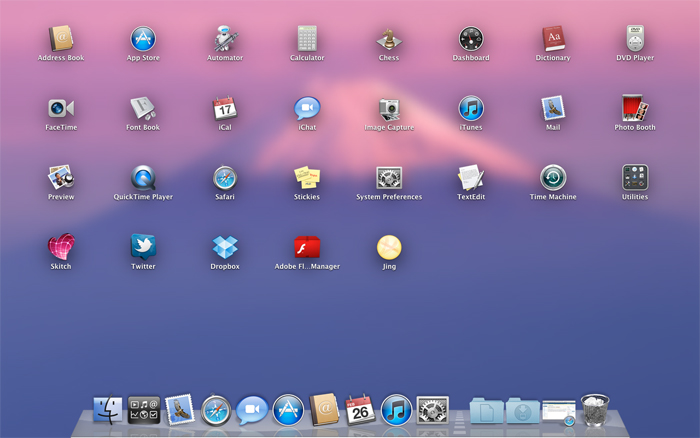 Address Book
App Store
Automator
Calculator
Chess
Dashboard
Dictionary
DVD Player
Aa
FaceTime
Font Book
iCal
iChat
Image Capture
iTunes
Mail
Photo Booth
17
Preview
QuickTime Player
Safari
Stickies
System Preferences
TextEdit
Time Machine
Utilities
Skitch
Twitter
Dropbox
Adobe Fl...Manager
Jing
FEB
26